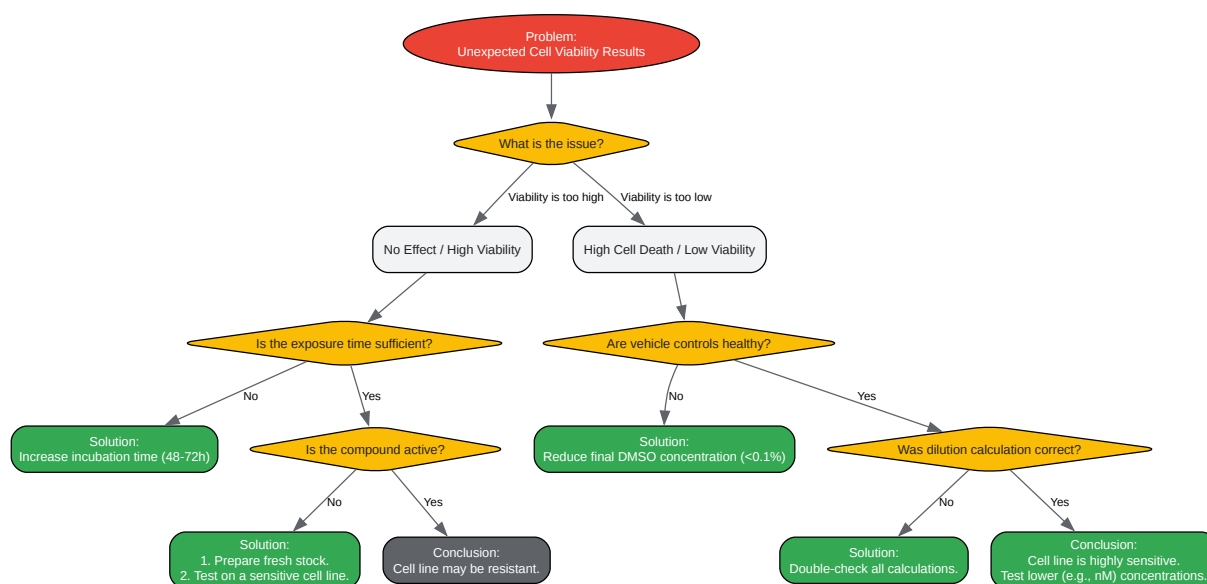 Problem:
Unexpected Cell Viability Results
What is the issue?
Viability is too high
Viability is too low
No Effect / High Viability
High Cell Death / Low Viability
Is the exposure time sufficient?
Are vehicle controls healthy?
No
Yes
No
Yes
Solution:
Increase incubation time (48-72h)
Is the compound active?
Solution:
Reduce final DMSO concentration (<0.1%)
Was dilution calculation correct?
No
Yes
No
Yes
Solution:
1. Prepare fresh stock.
2. Test on a sensitive cell line.
Conclusion:
Cell line may be resistant.
Solution:
Double-check all calculations.
Conclusion:
Cell line is highly sensitive.
Test lower (e.g., nM) concentrations.